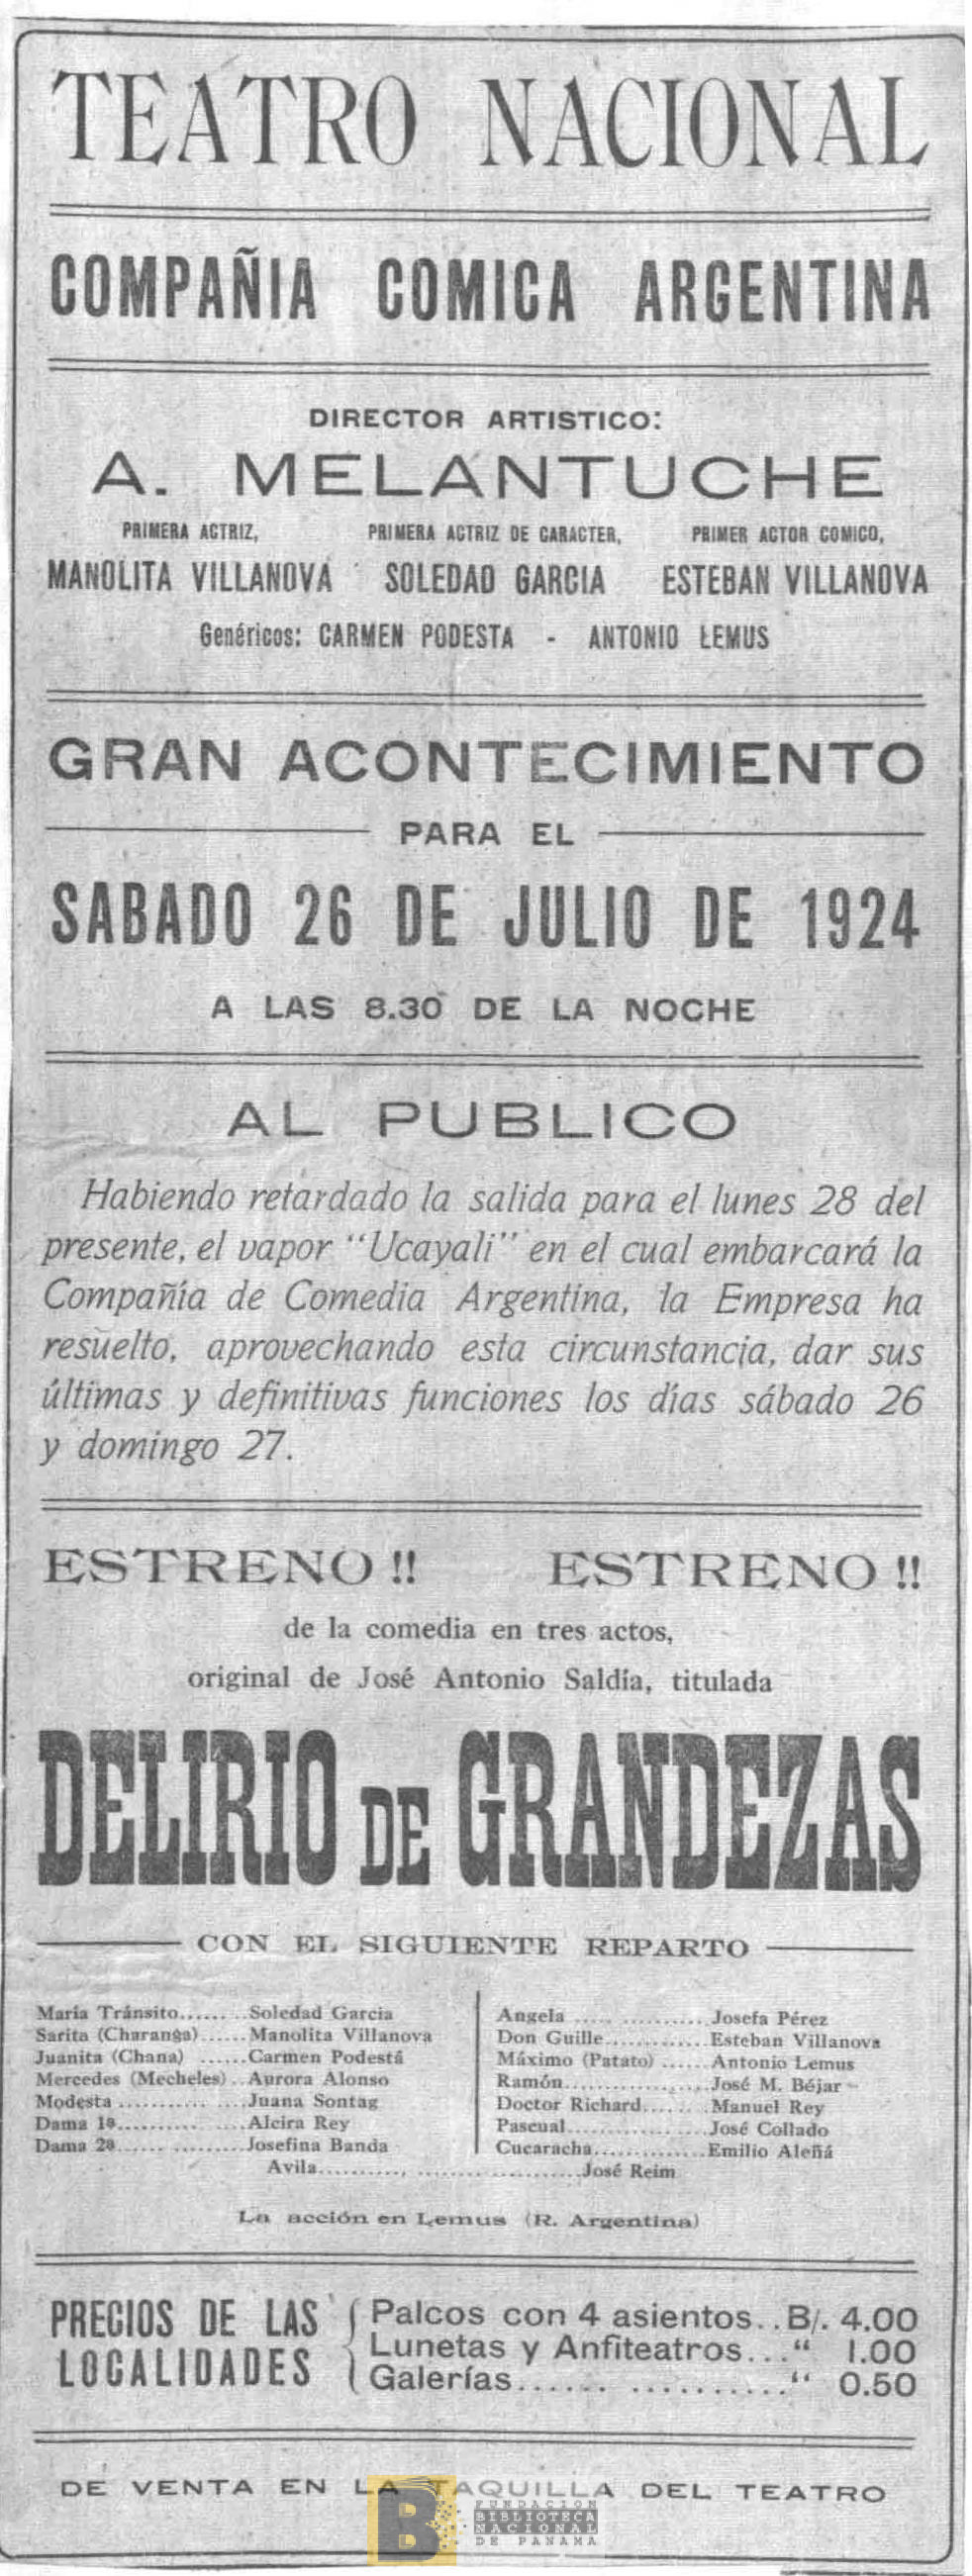 TEATRO NACIONAL
COMPAÑIA COMICA ARGENTINA
DIRECTOR ARTISTICO:
A. MELANTUCHE
PRIMERA ACTRIZ, PRIMERA ACTRIZ DE CARACTER, PRIMER ACTOR COMICO,
MANOLITA VILLANOVA SOLEDAD GARCIA ESTEBAN VILLANOVA
Genéricos: CARMEN PODESTA - ANTONIO LEMUS
GRAN ACONTECIMIENTO
PARA EL
SABADO 26 DE JULIO DE 1924
A LAS 8.30 DE LA NOCHE
AL PUBLICO
Habiendo retardado la salida para el lunes 28 del
presente, el vapor "Ucayali" en el cual embarcará la
Compañía de Comedia Argentina, la Empresa ha
resuelto, aprovechando esta circunstancia, dar sus
últimas y definitivas funciones los días sábado 26
y domingo 27.
ESTRENO!! ESTRENO!!
de la comedia en tres actos,
original de José Antonio Saldía, titulada
DELIRIO DE GRANDEZAS
CON EL SIGUIENTE REPARTO
María Tránsito.........Soledad Garcia
Sarita (Charanga)......Manolita Villanova
Juanita (Chana) ......Carmen Podestá
Mercedes (Mecheles)..Aurora Alonso
Modesta ...............Juana Sontag
Dama 1ª...............Alcira Rey
Dama 2ª...............Josefina Banda
Angela ...............Josefa Pérez
Don Guille.............Esteban Villanova
Máximo (Patato) ......Antonio Lemus
Ramón.................José M. Béjar
Doctor Richard........Manuel Rey
Pascual................José Collado
Cucaracha.............Emilio Aleñá
Avila........................José Reim
La acción en Lemus (R. Argentina)
PRECIOS DE LAS
LOCALIDADES
Palcos con 4 asientos..B/. 4.00
Lunetas y Anfiteatros..." 1.00
Galerías................" 0.50
DE VENTA EN LA TAQUILLA DEL TEATRO
B
FUNDACION
BIBLIOTECA
NACIONAL
DE PANAMA